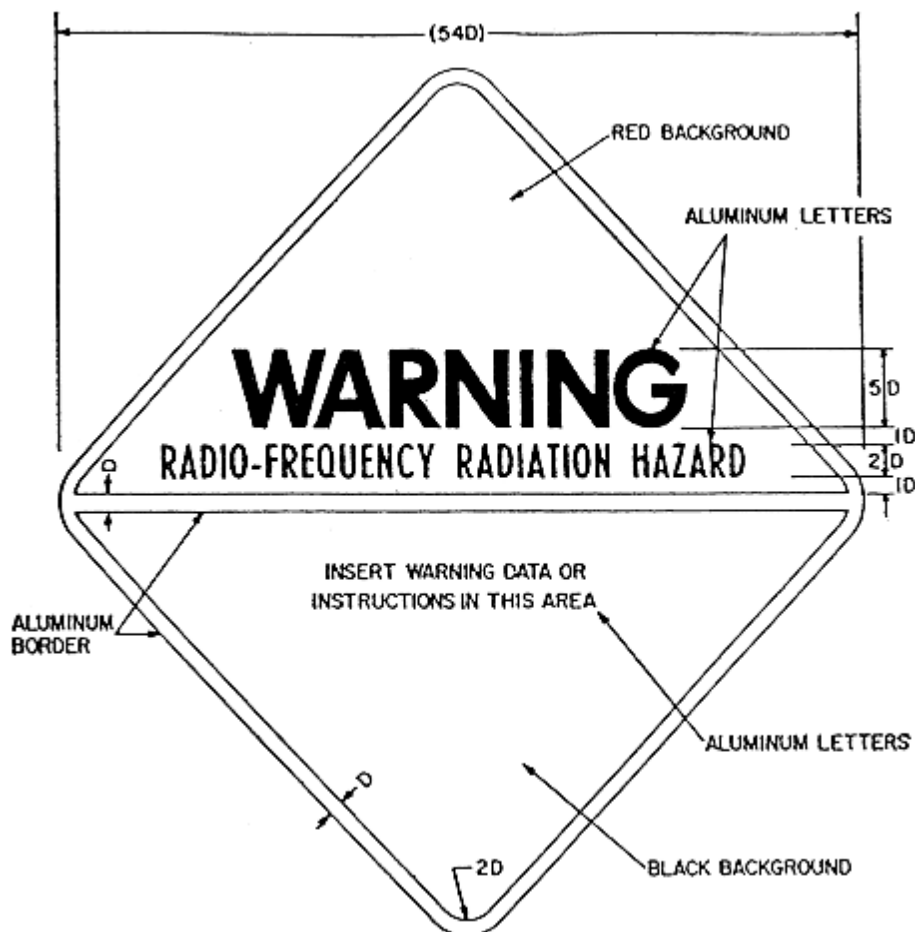 (54D)
RED BACKGROUND
ALUMINUM LETTERS
WARNING
5D
1D
RADIO-FREQUENCY RADIATION HAZARD
2D
D
1D
INSERT WARNING DATA OR
INSTRUCTIONS IN THIS AREA
ALUMINUM
BORDER
ALUMINUM LETTERS
D
2D
BLACK BACKGROUND